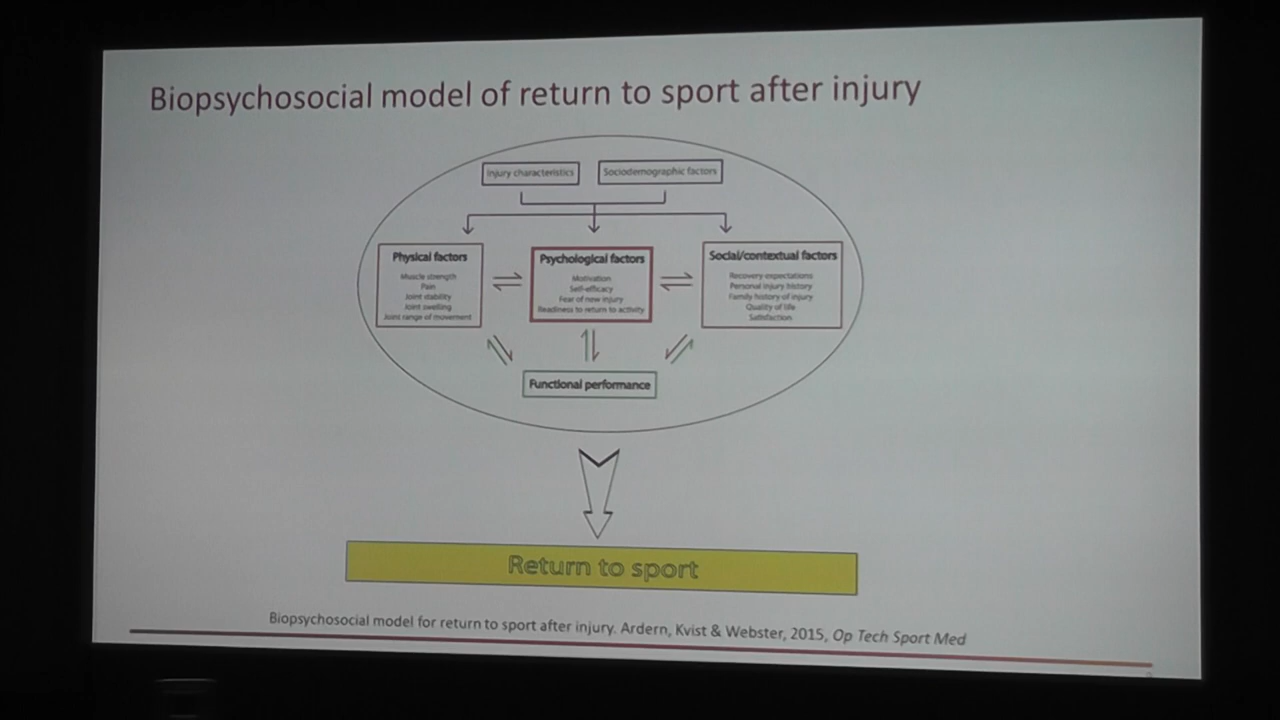 Biopsychosocial model of return to sport after injury
Injury characteristics
Sociodemographic factors
Physical factors
Muscle strength
Pain
Joint stability
Joint swelling
Joint range of movement
Psychological factors
Motivation
Self-efficacy
Fear of new injury
Readiness to return to activity
Social/contextual factors
Recovery expectations
Personal injury history
Family history of injury
Quality of life
Satisfaction
Functional performance
Return to sport
Biopsychosocial model for return to sport after injury. Ardern, Kvist & Webster, 2015, Op Tech Sport Med